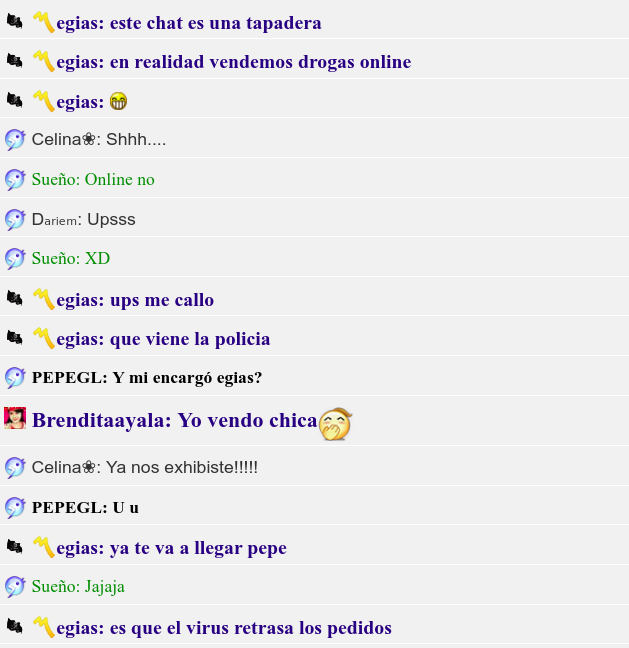 〽egias: este chat es una tapadera
〽egias: en realidad vendemos drogas online
〽egias: 😁
Celina❀: Shhh....
Sueño: Online no
Dₐᵣᵢₑₘ: Upsss
Sueño: XD
〽egias: ups me callo
〽egias: que viene la policia
PEPEGL: Y mi encargó egias?
Brenditaayala: Yo vendo chica🤭
Celina❀: Ya nos exhibiste!!!!!
PEPEGL: U u
〽egias: ya te va a llegar pepe
Sueño: Jajaja
〽egias: es que el virus retrasa los pedidos